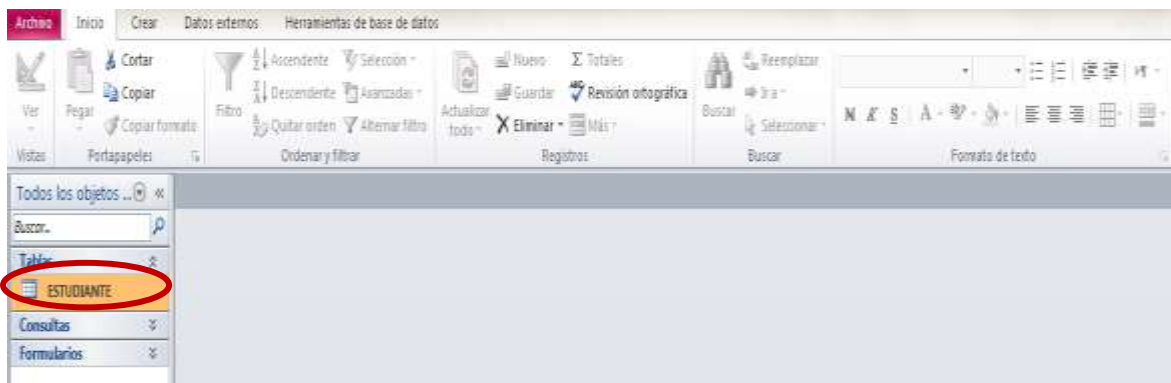 Archivo Inicio Crear Datos externos Herramientas de base de datos
Ver
Pegar
Cortar
Copiar
Copiar formato
Filtro
Ascendente
Descendente
Quitar orden
Selección
Avanzadas
Alternar filtro
Actualizar
todo
Nuevo
Guardar
Eliminar
Σ Totales
Revisión ortográfica
Más
Buscar
Reemplazar
Ir a
Seleccionar
N K S A
Vistas Portapapeles Ordenar y filtrar Registros Buscar Formato de texto
Todos los objetos ... «
Buscar...
Tablas
ESTUDIANTE
Consultas
Formularios